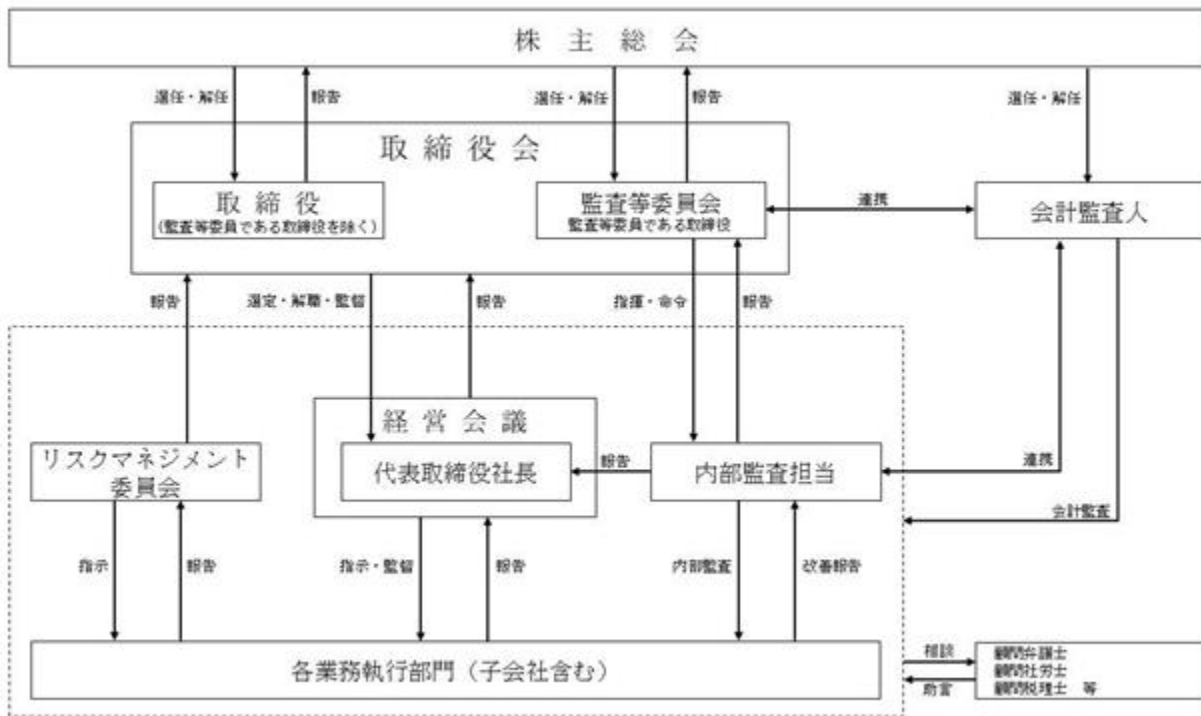 株主総会
選任・解任
報告
選任・解任
報告
選任・解任
取締役会
取締役
(監査等委員である取締役を除く)
監査等委員会
監査等委員である取締役
連携
会計監査人
報告
選定・解職・監督
報告
指揮・命令
報告
経営会議
リスクマネジメント
委員会
代表取締役社長
報告
内部監査担当
連携
会計監査
指示
報告
指示・監督
報告
内部監査
改善報告
各業務執行部門（子会社含む）
相談
助言
顧問弁護士
顧問社労士
顧問税理士　等